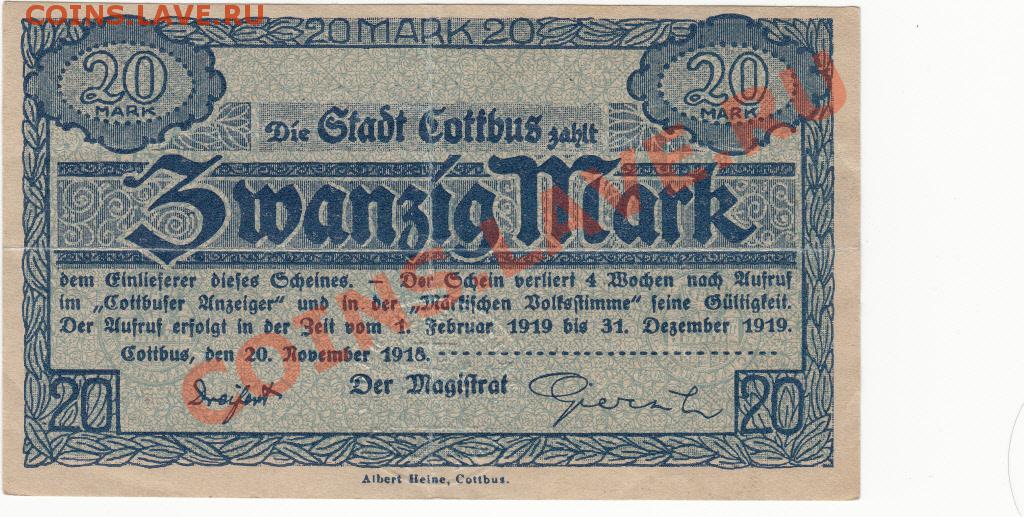 COINS.LAVE.RU
20 MARK 20
20
MARK
20
MARK
Die Stadt Cottbus zahlt
Zwanzig Mark
dem Einlieferer dieses Scheines. — Der Schein verliert 4 Wochen nach Aufruf
im „Cottbuser Anzeiger“ und in der „Märkischen Volksstimme“ seine Gültigkeit.
Der Aufruf erfolgt in der Zeit vom 1. Februar 1919 bis 31. Dezember 1919.
Cottbus, den 20. November 1918.
20
Der Magistrat
20
Albert Heine, Cottbus.
COINS.LAVE.RU